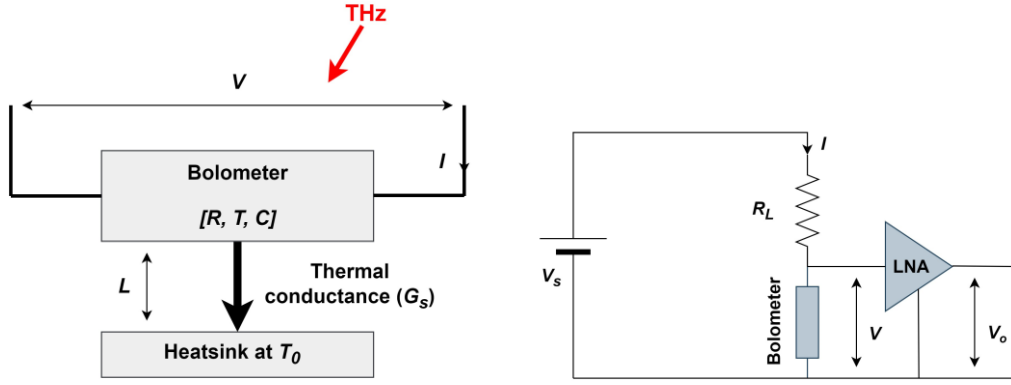 THz
V
I
Bolometer
[R, T, C]
L
Thermal
conductance (Gs)
Heatsink at T0
I
RL
Vs
LNA
Bolometer
V
Vo